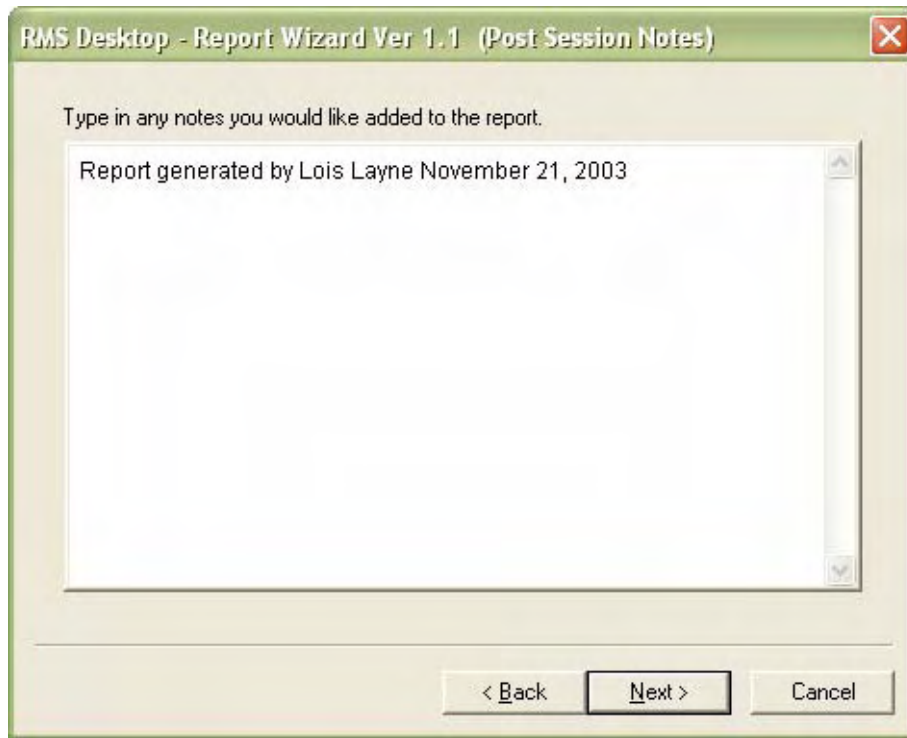 RMS Desktop - Report Wizard Ver 1.1 (Post Session Notes)
Type in any notes you would like added to the report.
Report generated by Lois Layne November 21, 2003
< Back Next > Cancel